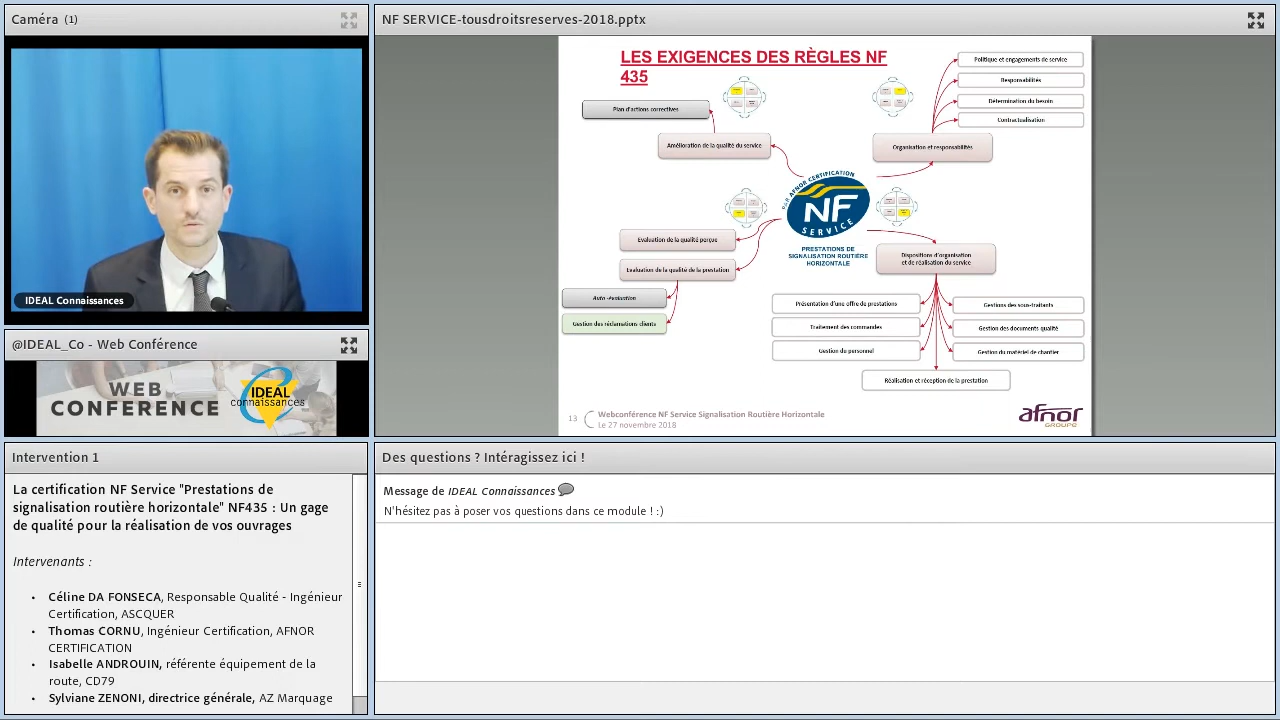 Caméra (1)
IDEAL Connaissances
@IDEAL_Co - Web Conférence
WEB
CONFERENCE
IDEAL
connaissances
NF SERVICE-tousdroitsreserves-2018.pptx
LES EXIGENCES DES RÈGLES NF
435
Plan d'actions correctives
Amélioration de la qualité du service
Politique et engagements de service
Responsabilités
Détermination du besoin
Contractualisation
Organisation et responsabilités
PAR AFNOR CERTIFICATION
NF
SERVICE
PRESTATIONS DE
SIGNALISATION ROUTIÈRE
HORIZONTALE
Evaluation de la qualité perçue
Evaluation de la qualité de la prestation
Auto-évaluation
Gestion des réclamations clients
Dispositions d'organisation
et de réalisation du service
Présentation d'une offre de prestations
Traitement des commandes
Gestion du personnel
Gestions des sous-traitants
Gestion des documents qualité
Gestion du matériel de chantier
Réalisation et réception de la prestation
13
Webconférence NF Service Signalisation Routière Horizontale
Le 27 novembre 2018
afnor
GROUPE
Intervention 1
La certification NF Service "Prestations de
signalisation routière horizontale" NF435 : Un gage
de qualité pour la réalisation de vos ouvrages
Intervenants :
• Céline DA FONSECA, Responsable Qualité - Ingénieur
Certification, ASCQUER
• Thomas CORNU, Ingénieur Certification, AFNOR
CERTIFICATION
• Isabelle ANDROUIN, référente équipement de la
route, CD79
• Sylviane ZENONI, directrice générale, AZ Marquage
Des questions ? Intéragissez ici !
Message de IDEAL Connaissances
N'hésitez pas à poser vos questions dans ce module ! :)